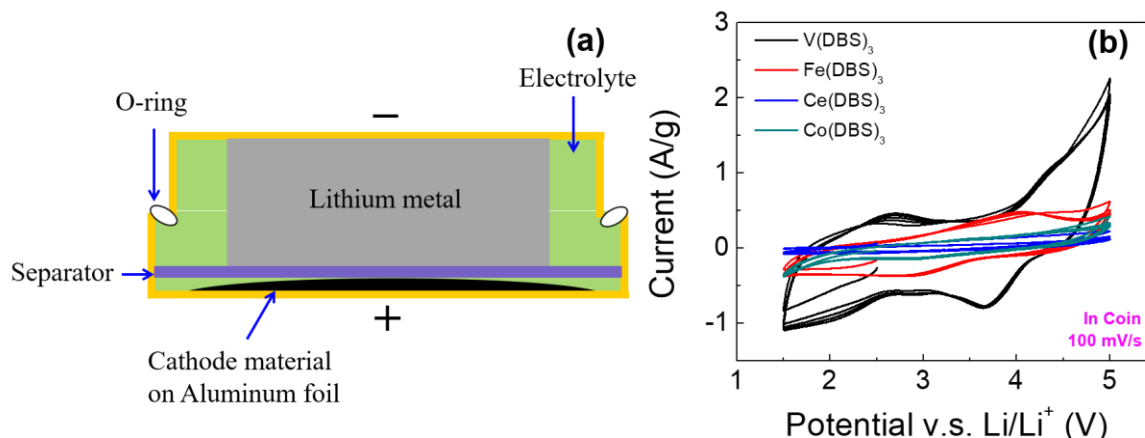 (a)
Electrolyte
O-ring
−
Lithium metal
Separator
+
Cathode material
on Aluminum foil
(b)
V(DBS)₃
Fe(DBS)₃
Ce(DBS)₃
Co(DBS)₃
3
2
1
0
-1
Current (A/g)
In Coin
100 mV/s
1 2 3 4 5
Potential v.s. Li/Li⁺ (V)